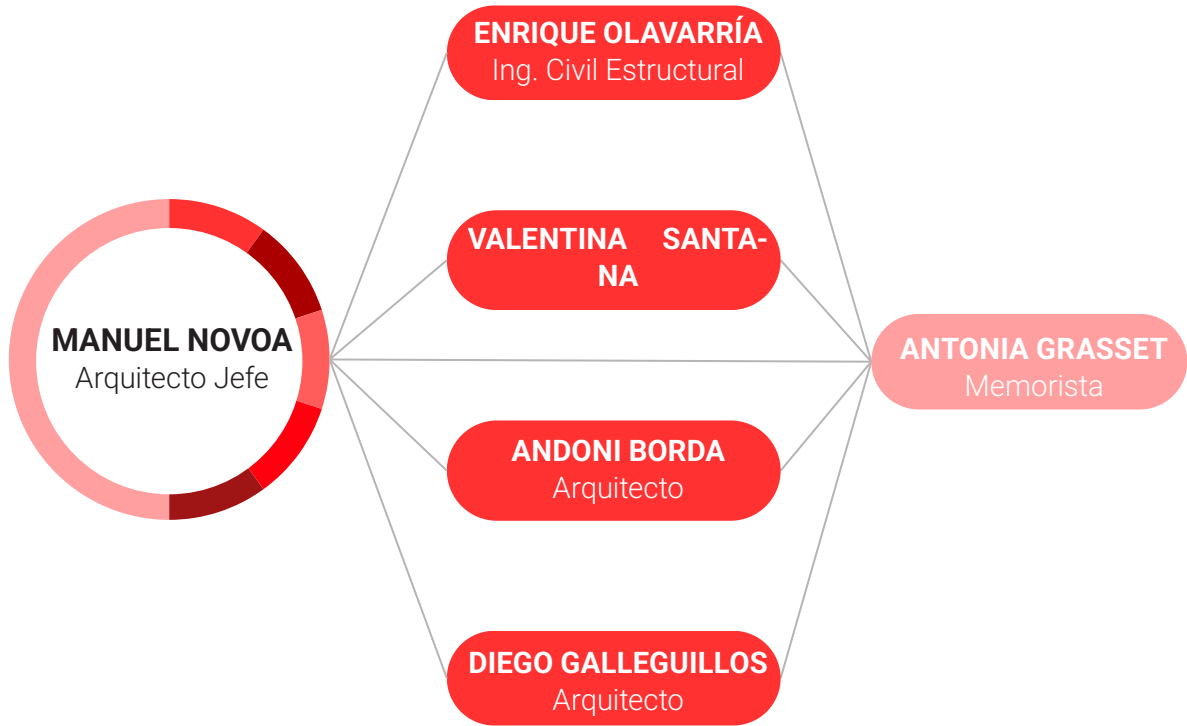 ENRIQUE OLAVARRÍA
Ing. Civil Estructural
VALENTINA SANTA-
NA
MANUEL NOVOA
Arquitecto Jefe
ANTONIA GRASSET
Memorista
ANDONI BORDA
Arquitecto
DIEGO GALLEGUILLOS
Arquitecto